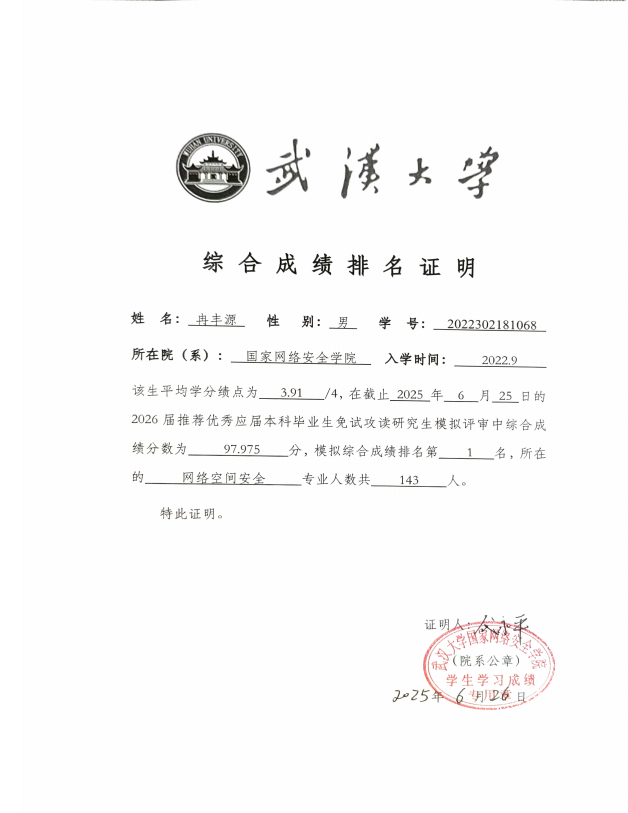 WUHAN UNIVERSITY
武漢大学
综合成绩排名证明
姓 名： 冉丰源 性 别： 男 学 号： 2022302181068
所在院（系）： 国家网络安全学院 入学时间： 2022.9
该生平均学分绩点为 3.91 /4，在截止 2025 年 6 月 25 日的
2026 届推荐优秀应届本科毕业生免试攻读研究生模拟评审中综合成
绩分数为 97.975 分，模拟综合成绩排名第 1 名，所在
的 网络空间安全 专业人数共 143 人。
特此证明。
证明人：
武汉大学国家网络安全学院
（院系公章）
学生学习成绩
专用章
2025年 6 月 26 日